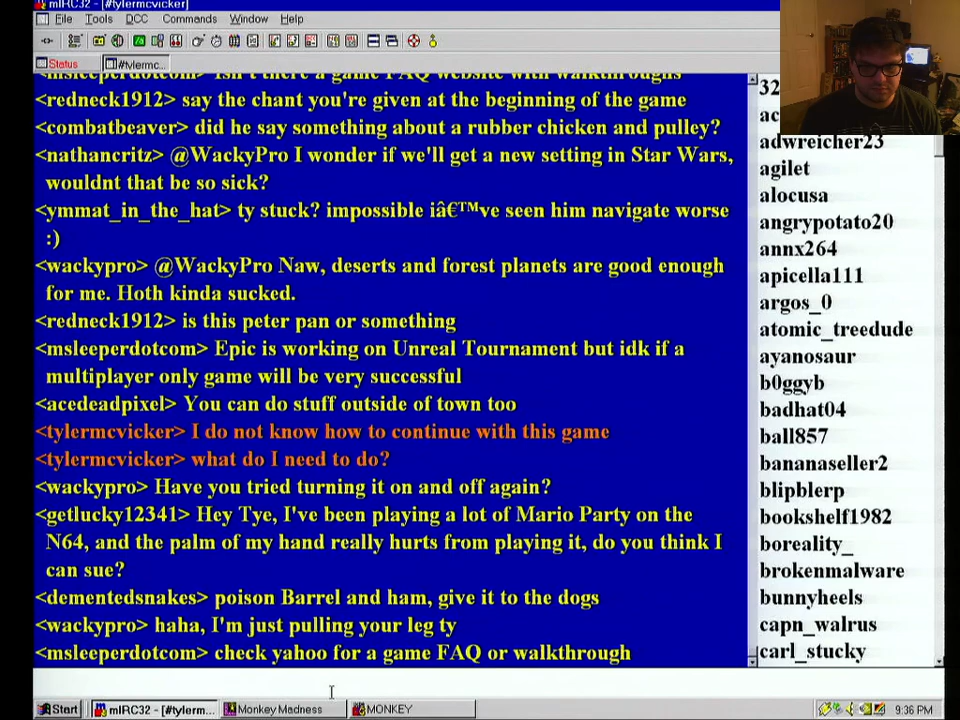 mIRC32 - [#tylermcvicker]
File Tools DCC Commands Window Help
Status #tylermc...
<msleeperdotcom> Isn't there a game FAQ website with walkthroughs
<redneck1912> say the chant you're given at the beginning of the game
<combatbeaver> did he say something about a rubber chicken and pulley?
<nathancritz> @WackyPro I wonder if we'll get a new setting in Star Wars,
wouldnt that be so sick?
<ymmat_in_the_hat> ty stuck? impossible iâ€™ve seen him navigate worse
:)
<wackypro> @WackyPro Naw, deserts and forest planets are good enough
for me. Hoth kinda sucked.
<redneck1912> is this peter pan or something
<msleeperdotcom> Epic is working on Unreal Tournament but idk if a
multiplayer only game will be very successful
<acedeadpixel> You can do stuff outside of town too
<tylermcvicker> I do not know how to continue with this game
<tylermcvicker> what do I need to do?
<wackypro> Have you tried turning it on and off again?
<getlucky12341> Hey Tye, I've been playing a lot of Mario Party on the
N64, and the palm of my hand really hurts from playing it, do you think I
can sue?
<dementedsnakes> poison Barrel and ham, give it to the dogs
<wackypro> haha, I'm just pulling your leg ty
<msleeperdotcom> check yahoo for a game FAQ or walkthrough
32
ac
adwreicher23
agilet
alocusa
angrypotato20
annx264
apicella111
argos_0
atomic_treedude
ayanosaur
b0ggyb
badhat04
ball857
bananaseller2
blipblerp
bookshelf1982
boreality_
brokenmalware
bunnyheels
capn_walrus
carl_stucky
Start mIRC32 - [#tylerm... Monkey Madness MONKEY 9:36 PM